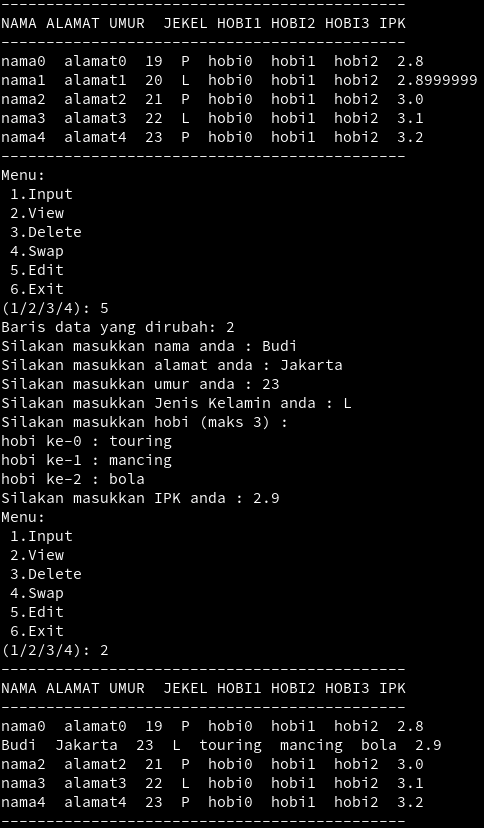 ---------------------------------------------
NAMA ALAMAT UMUR  JEKEL HOBI1 HOBI2 HOBI3 IPK
---------------------------------------------
nama0  alamat0  19  P  hobi0  hobi1  hobi2  2.8
nama1  alamat1  20  L  hobi0  hobi1  hobi2  2.8999999
nama2  alamat2  21  P  hobi0  hobi1  hobi2  3.0
nama3  alamat3  22  L  hobi0  hobi1  hobi2  3.1
nama4  alamat4  23  P  hobi0  hobi1  hobi2  3.2
---------------------------------------------
Menu:
 1.Input
 2.View
 3.Delete
 4.Swap
 5.Edit
 6.Exit
(1/2/3/4): 5
Baris data yang dirubah: 2
Silakan masukkan nama anda : Budi
Silakan masukkan alamat anda : Jakarta
Silakan masukkan umur anda : 23
Silakan masukkan Jenis Kelamin anda : L
Silakan masukkan hobi (maks 3) :
hobi ke-0 : touring
hobi ke-1 : mancing
hobi ke-2 : bola
Silakan masukkan IPK anda : 2.9
Menu:
 1.Input
 2.View
 3.Delete
 4.Swap
 5.Edit
 6.Exit
(1/2/3/4): 2
---------------------------------------------
NAMA ALAMAT UMUR  JEKEL HOBI1 HOBI2 HOBI3 IPK
---------------------------------------------
nama0  alamat0  19  P  hobi0  hobi1  hobi2  2.8
Budi  Jakarta  23  L  touring  mancing  bola  2.9
nama2  alamat2  21  P  hobi0  hobi1  hobi2  3.0
nama3  alamat3  22  L  hobi0  hobi1  hobi2  3.1
nama4  alamat4  23  P  hobi0  hobi1  hobi2  3.2
---------------------------------------------